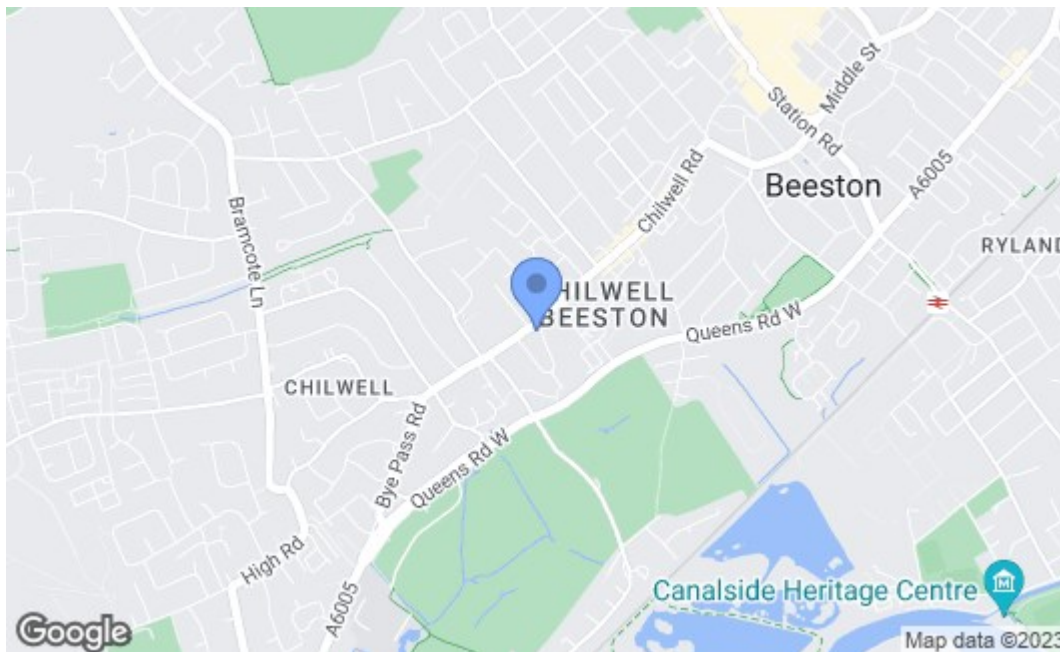 Middle St
Station Rd
Chilwell Rd
A6005
Beeston
Bramcote Ln
RYLAND
HILWELL
BEESTON
Queens Rd W
CHILWELL
Bye Pass Rd
Queens Rd W
High Rd
Canalside Heritage Centre
A6005
Google
Map data ©2023